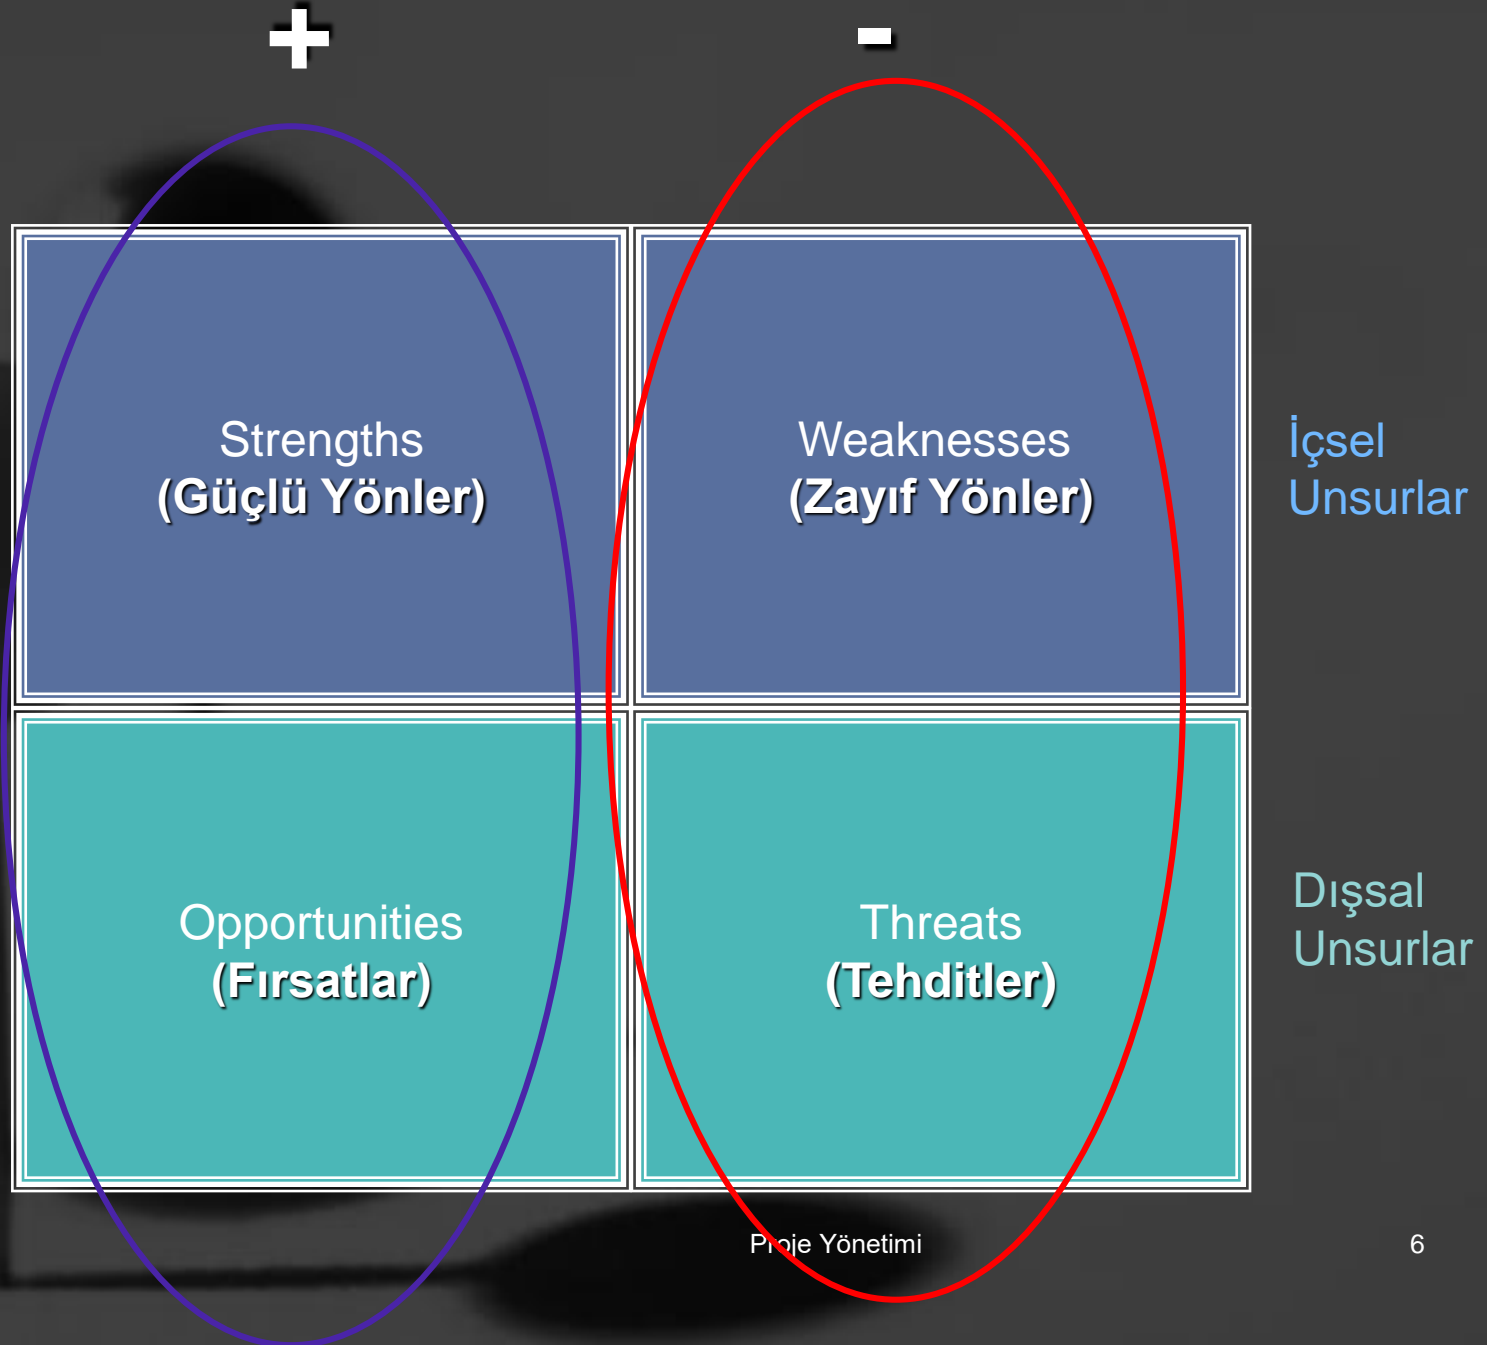 +
-
Strengths
(Güçlü Yönler)
Weaknesses
(Zayıf Yönler)
İçsel
Unsurlar
Opportunities
(Fırsatlar)
Threats
(Tehditler)
Dışsal
Unsurlar
Proje Yönetimi
6